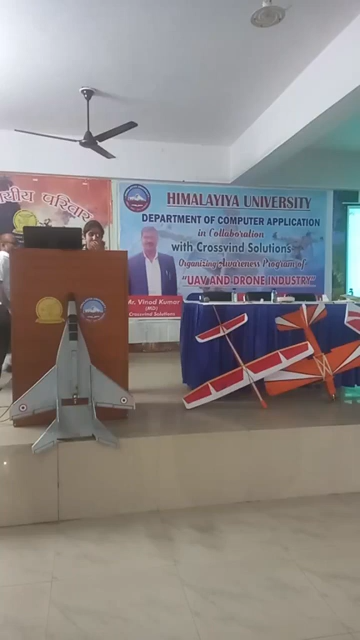 HIMALAYIYA UNIVERSITY
DEPARTMENT OF COMPUTER APPLICATION
in Collaboration
with Crossvind Solutions
Organizing Awareness Program of
"UAV AND DRONE INDUSTRY"
Mr. Vinod Kumar
Crossvind Solutions
परिवार